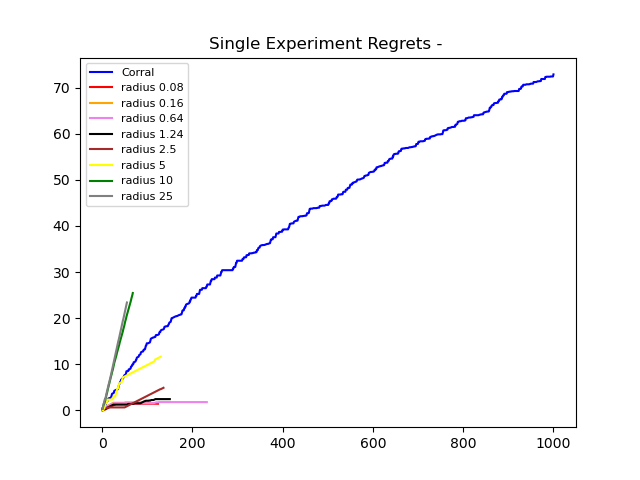 Single Experiment Regrets -
Corral
radius 0.08
radius 0.16
radius 0.64
radius 1.24
radius 2.5
radius 5
radius 10
radius 25
70
60
50
40
30
20
10
0
0 200 400 600 800 1000